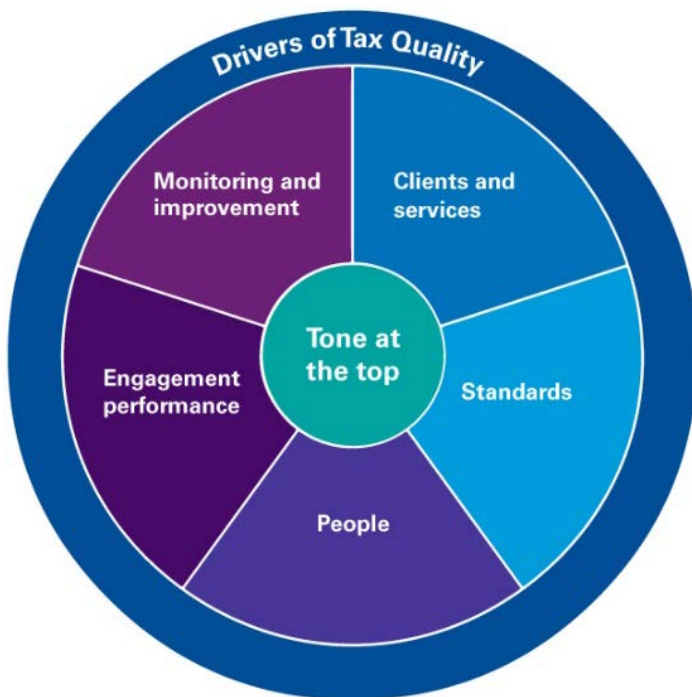 Drivers of Tax Quality
Monitoring and
improvement
Clients and
services
Tone at
the top
Engagement
performance
Standards
People